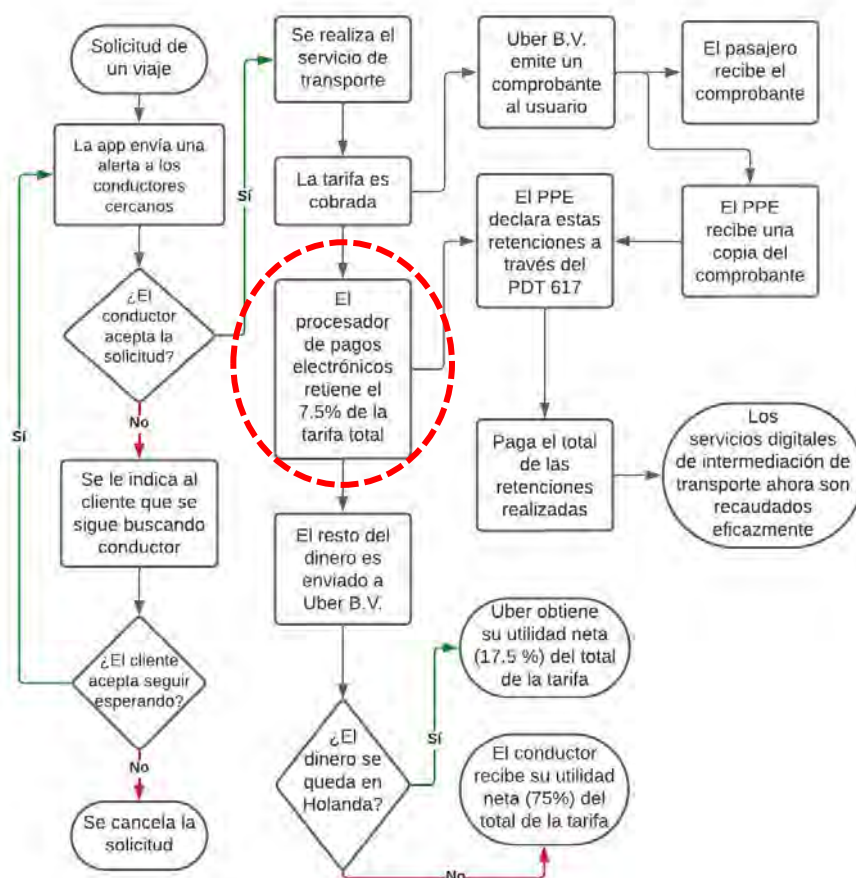 Solicitud de
un viaje
La app envía una
alerta a los
conductores
cercanos
¿El
conductor
acepta la
solicitud?
Sí
No
Se le indica al
cliente que se
sigue buscando
conductor
Sí
¿El cliente
acepta seguir
esperando?
No
Se cancela la
solicitud
Se realiza el
servicio de
transporte
La tarifa es
cobrada
El
procesador
de pagos
electrónicos
retiene el
7.5% de la
tarifa total
El resto del
dinero es
enviado a
Uber B.V.
¿El
dinero se
queda en
Holanda?
Sí
No
Uber B.V.
emite un
comprobante
al usuario
El pasajero
recibe el
comprobante
El PPE
declara estas
retenciones a
través del
PDT 617
El PPE
recibe una
copia del
comprobante
Paga el total
de las
retenciones
realizadas
Los
servicios digitales
de intermediación de
transporte ahora son
recaudados
eficazmente
Uber obtiene
su utilidad neta
(17.5 %) del total
de la tarifa
El conductor
recibe su utilidad
neta (75%) del
total de la tarifa